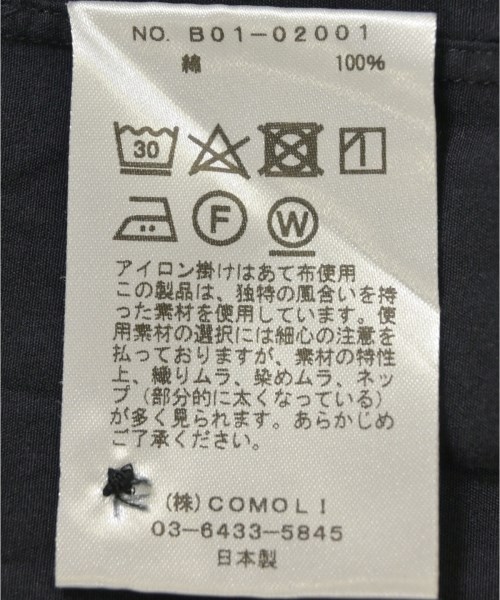 NO. B01-02001
綿 100%
30
F W
アイロン掛けはあて布使用
この製品は、独特の風合いを持
った素材を使用しています。使
用素材の選択には細心の注意を
払っておりますが、素材の特性
上、織りムラ、染めムラ、ネッ
プ（部分的に太くなっている）
が多く見られます。あらかじめ
ご了承ください。
（株）COMOLI
03-6433-5845
日本製